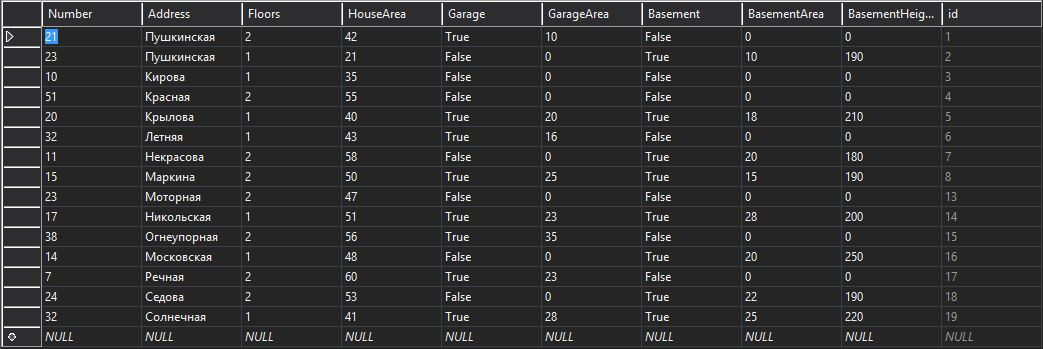 Number Address Floors HouseArea Garage GarageArea Basement BasementArea BasementHeig... id
21 Пушкинская 2 42 True 10 False 0 0 1
23 Пушкинская 1 21 False 0 True 10 190 2
10 Кирова 1 35 False 0 False 0 0 3
51 Красная 2 55 False 0 False 0 0 4
20 Крылова 1 40 True 20 True 18 210 5
32 Летняя 1 43 True 16 False 0 0 6
11 Некрасова 2 58 False 0 True 20 180 7
15 Маркина 2 50 True 25 True 15 190 8
23 Моторная 2 47 False 0 False 0 0 13
17 Никольская 1 51 True 23 True 28 200 14
38 Огнеупорная 2 56 True 35 False 0 0 15
14 Московская 1 48 False 0 True 20 250 16
7 Речная 2 60 True 23 False 0 0 17
24 Седова 2 53 False 0 True 22 190 18
32 Солнечная 1 41 True 28 True 25 220 19
NULL NULL NULL NULL NULL NULL NULL NULL NULL NULL